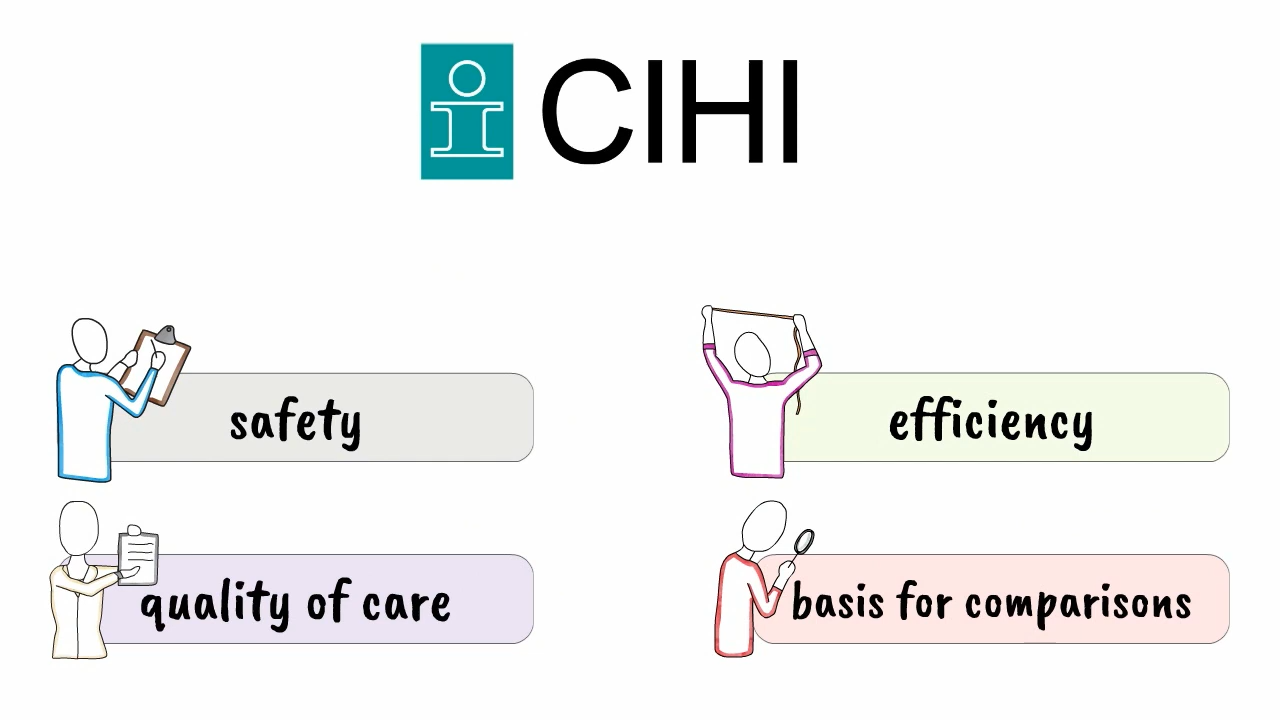 CIHI
safety
efficiency
quality of care
basis for comparisons